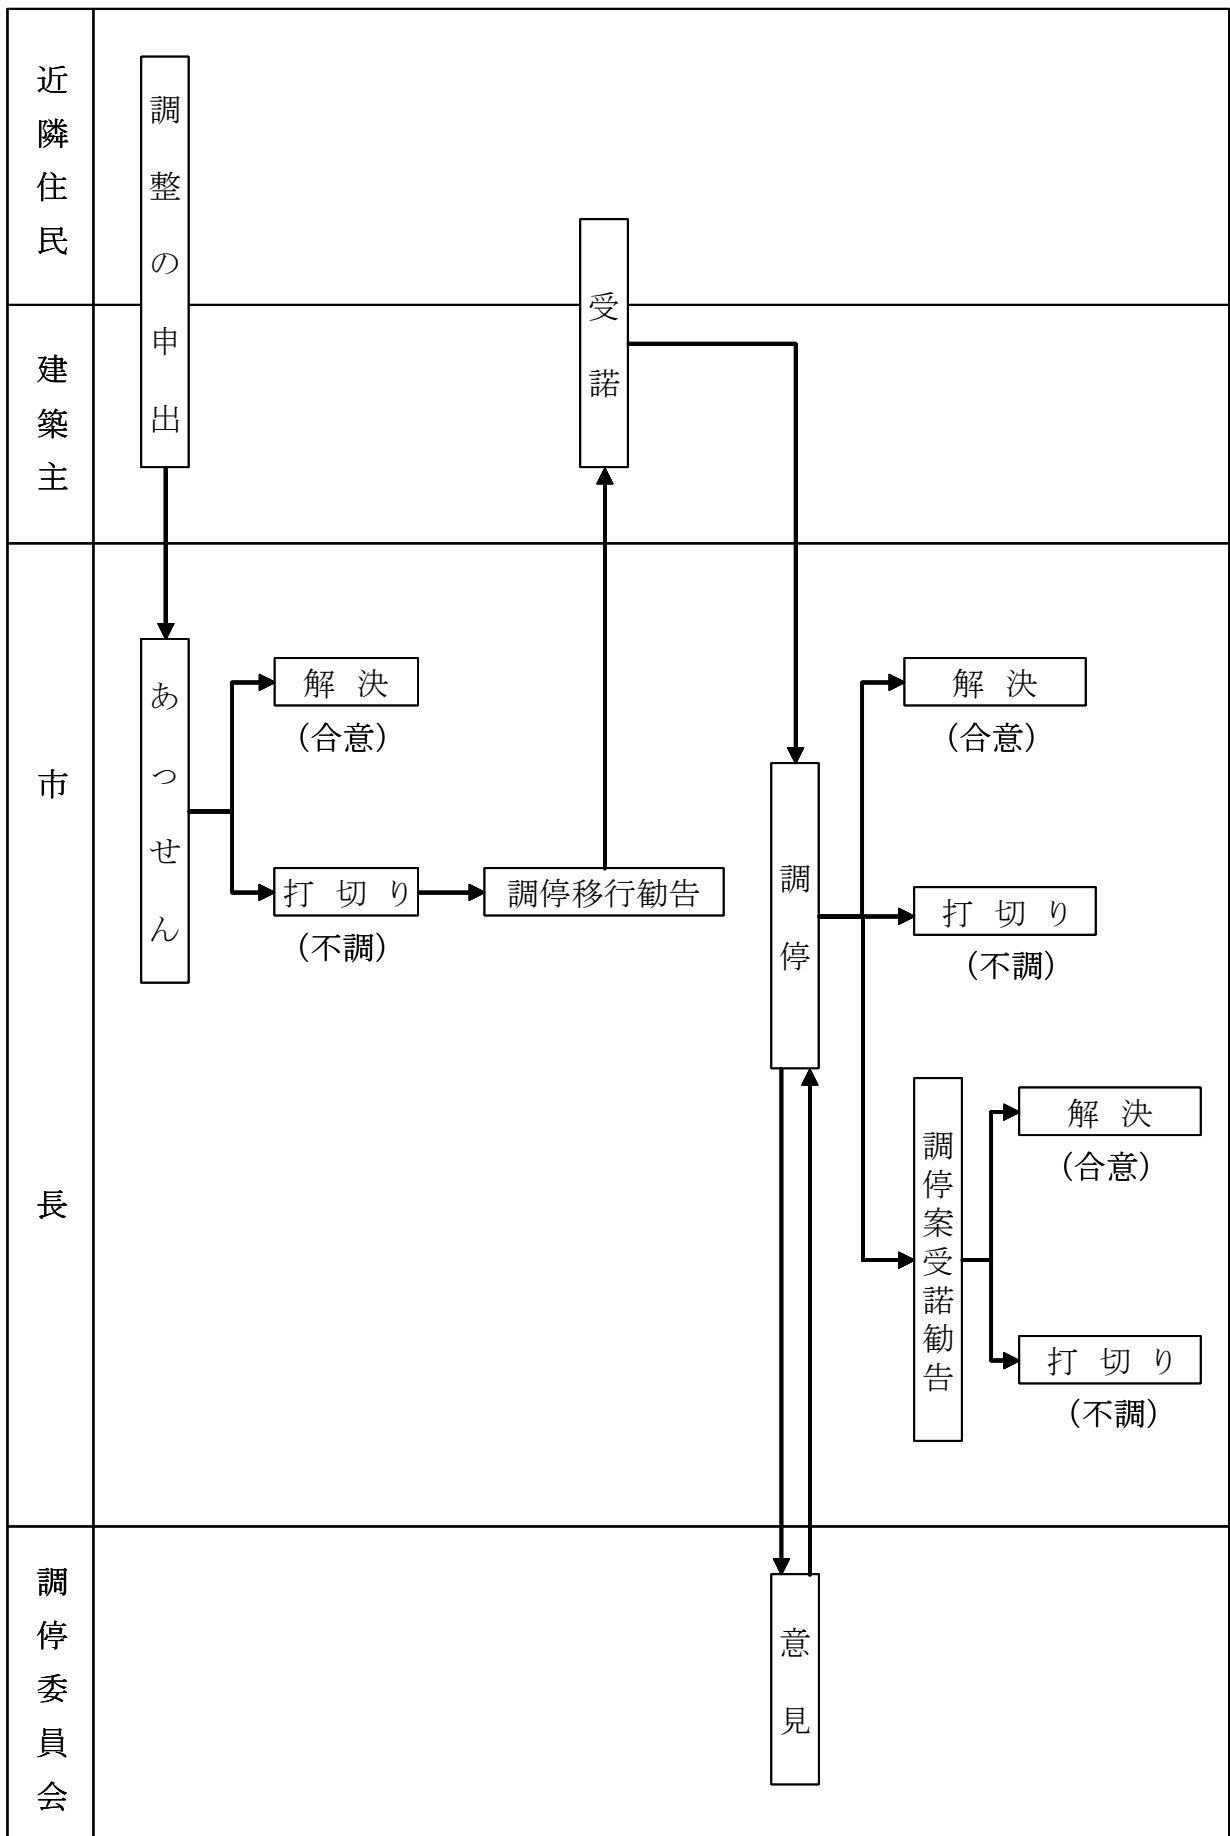 近隣住民
調整の申出
受諾
建築主
市長
あっせん
解決
(合意)
打切り
(不調)
調停移行勧告
調停
解決
(合意)
打切り
(不調)
調停案受諾勧告
解決
(合意)
打切り
(不調)
調停委員会
意見